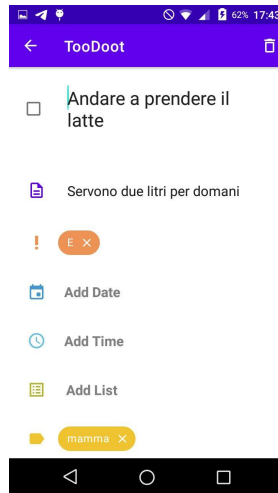 62% 17:43
TooDoot
Andare a prendere il
latte
Servono due litri per domani
E
Add Date
Add Time
Add List
mamma